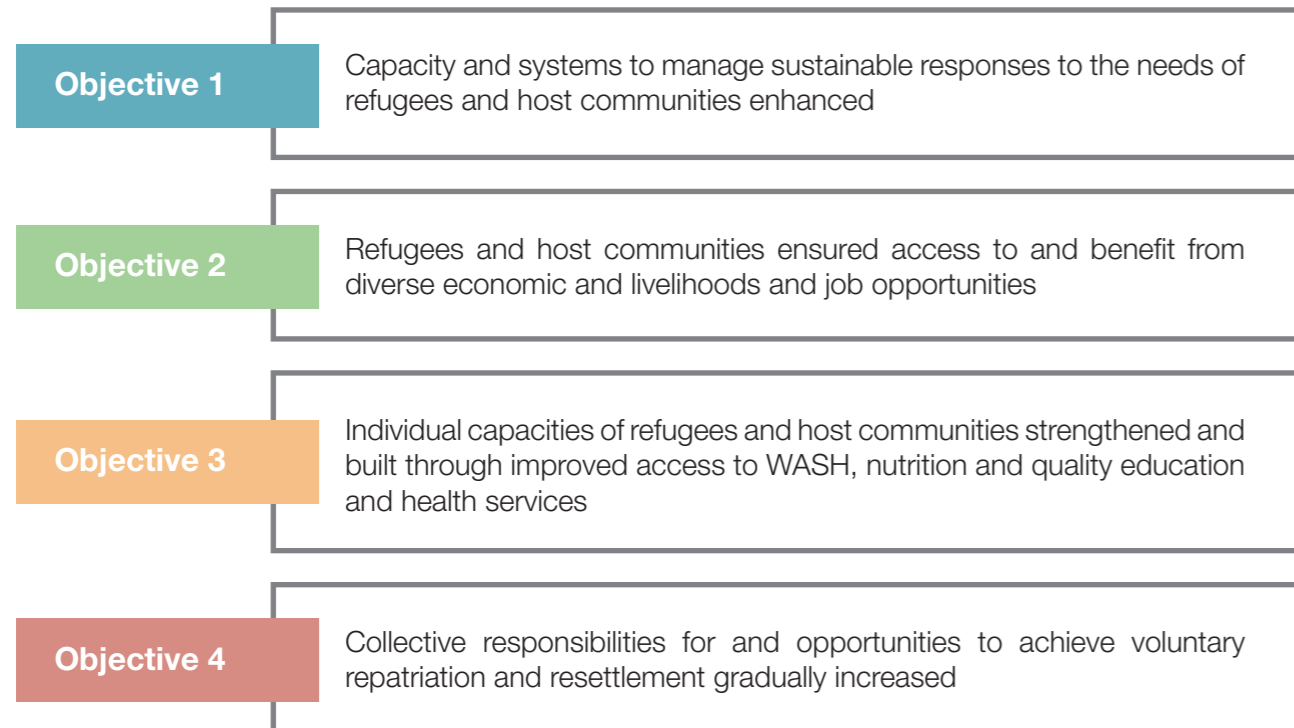 Objective 1
Capacity and systems to manage sustainable responses to the needs of
refugees and host communities enhanced
Objective 2
Refugees and host communities ensured access to and benefit from
diverse economic and livelihoods and job opportunities
Objective 3
Individual capacities of refugees and host communities strengthened and
built through improved access to WASH, nutrition and quality education
and health services
Objective 4
Collective responsibilities for and opportunities to achieve voluntary
repatriation and resettlement gradually increased